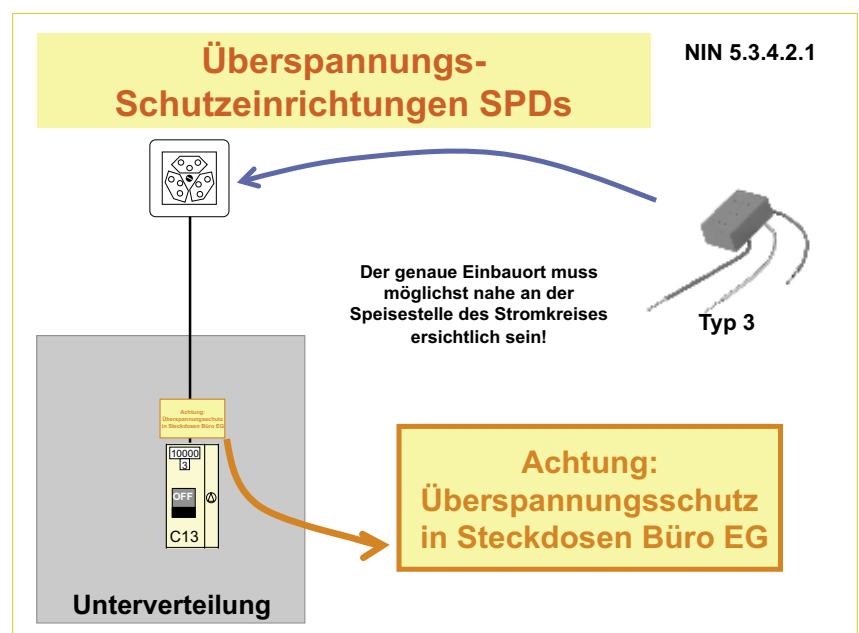 Überspannungs-
Schutzeinrichtungen SPDs
NIN 5.3.4.2.1
Der genaue Einbauort muss
möglichst nahe an der
Speisestelle des Stromkreises
ersichtlich sein!
Typ 3
Achtung:
Überspannungsschutz
in Steckdosen Büro EG
10000
3
OFF
C13
Unterverteilung
Achtung:
Überspannungsschutz
in Steckdosen Büro EG